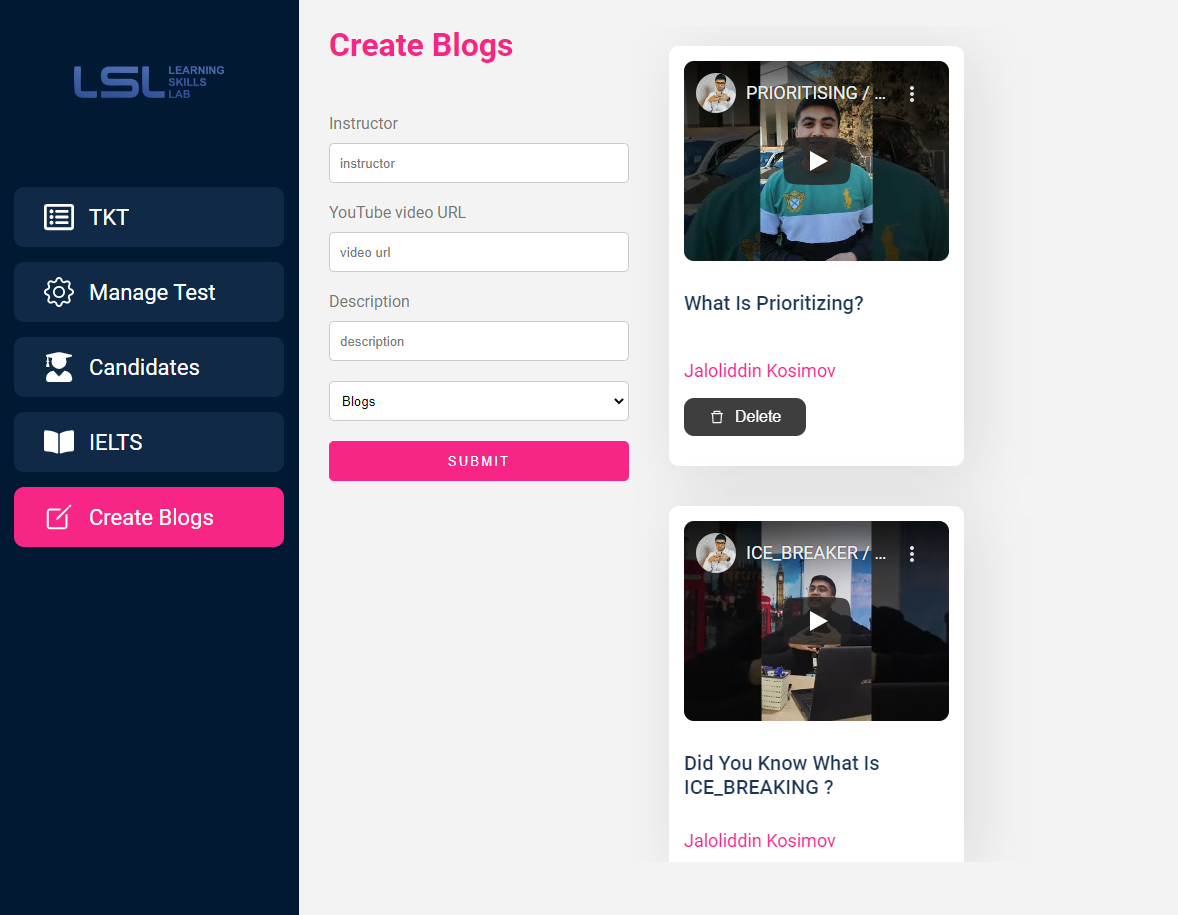 LSL LEARNING
SKILLS
LAB
TKT
Manage Test
Candidates
IELTS
Create Blogs
Create Blogs
Instructor
instructor
YouTube video URL
video url
Description
description
Blogs
SUBMIT
PRIORITISING / ...
What Is Prioritizing?
Jaloliddin Kosimov
Delete
ICE_BREAKER / ...
Did You Know What Is
ICE_BREAKING ?
Jaloliddin Kosimov